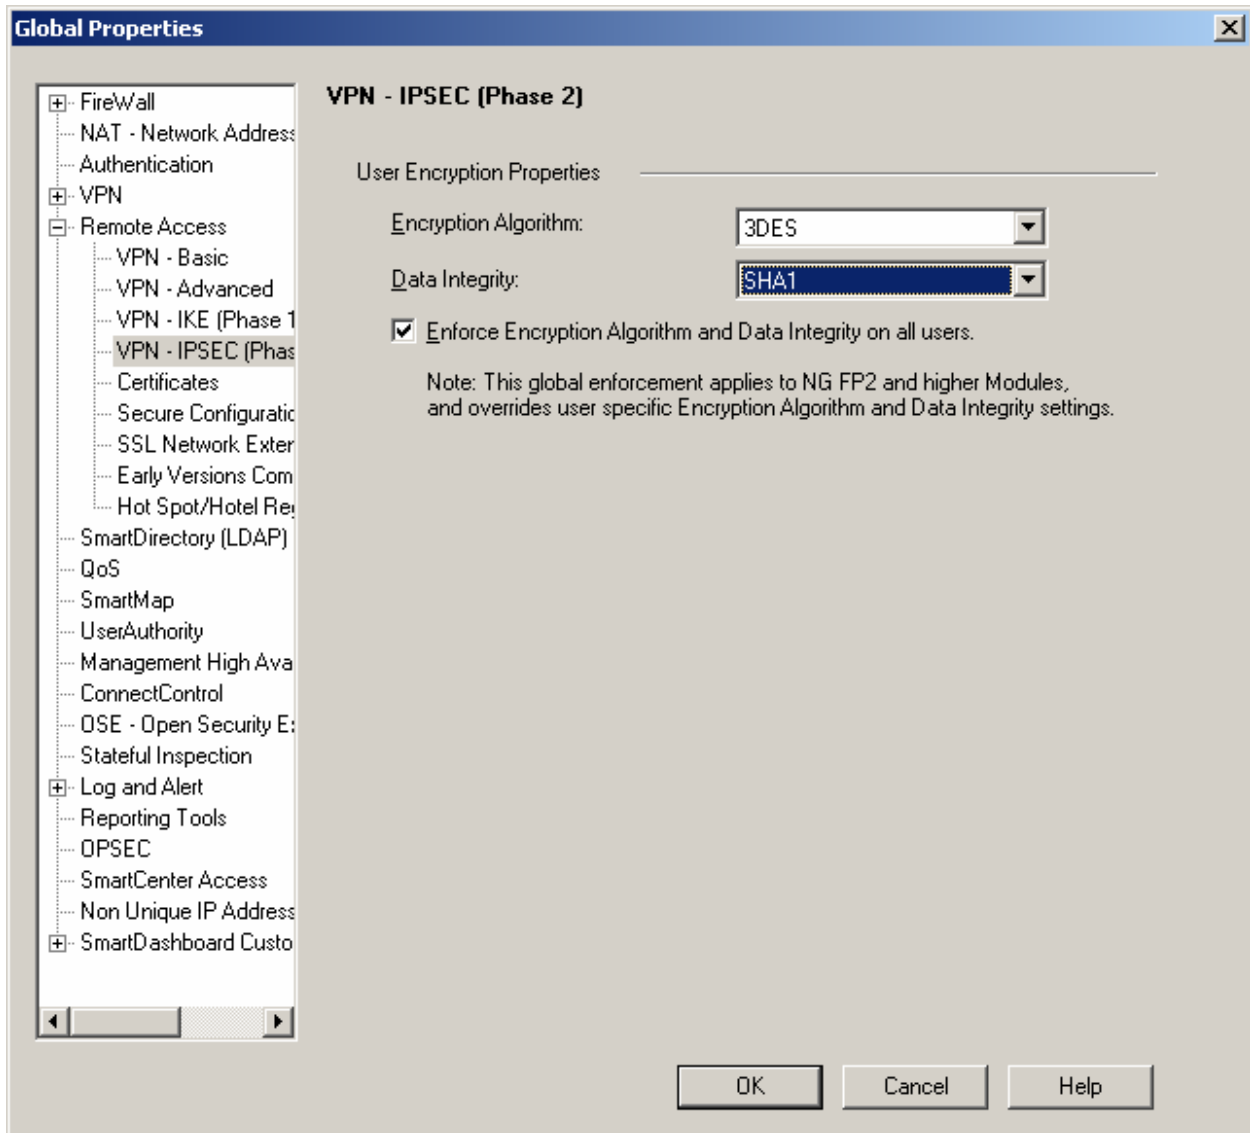 Global Properties
FireWall
NAT - Network Address
Authentication
VPN
Remote Access
VPN - Basic
VPN - Advanced
VPN - IKE (Phase 1
VPN - IPSEC (Phas
Certificates
Secure Configuratio
SSL Network Exter
Early Versions Com
Hot Spot/Hotel Reg
SmartDirectory (LDAP)
QoS
SmartMap
UserAuthority
Management High Ava
ConnectControl
OSE - Open Security E
Stateful Inspection
Log and Alert
Reporting Tools
OPSEC
SmartCenter Access
Non Unique IP Address
SmartDashboard Custo
VPN - IPSEC (Phase 2)
User Encryption Properties
Encryption Algorithm: 3DES
Data Integrity: SHA1
Enforce Encryption Algorithm and Data Integrity on all users.
Note: This global enforcement applies to NG FP2 and higher Modules,
and overrides user specific Encryption Algorithm and Data Integrity settings.
OK Cancel Help